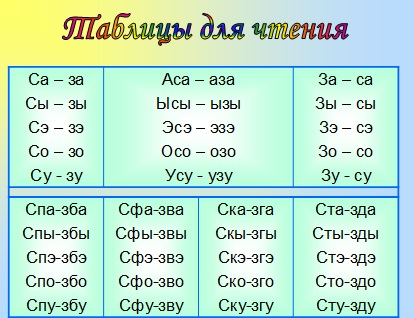 Таблицы для чтения
Са – за Аса – аза За – са
Сы – зы Ысы – ызы Зы – сы
Сэ – зэ Эсэ – эзэ Зэ – сэ
Со – зо Осо – озо Зо – со
Су - зу Усу - узу Зу - су
Спа-зба Сфа-зва Ска-зга Ста-зда
Спы-збы Сфы-звы Скы-згы Сты-зды
Спэ-збэ Сфэ-звэ Скэ-згэ Стэ-здэ
Спо-збо Сфо-зво Ско-зго Сто-здо
Спу-збу Сфу-зву Ску-згу Сту-зду